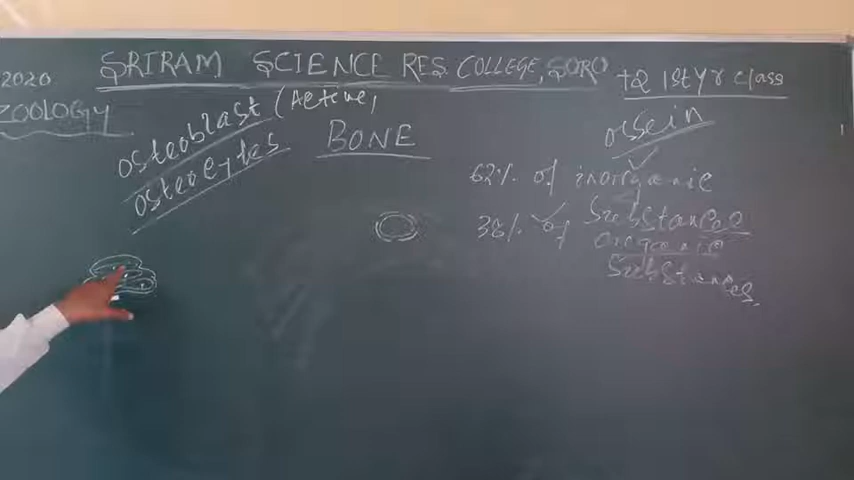 SRIRAM SCIENCE RES. COLLEGE, SORO
+2 1st Yr class
2020
ZOOLOGY
osteoblast (Active,
osteocytes
BONE
ossein
62% of inorganic
Substances
38% of organic
Substances.